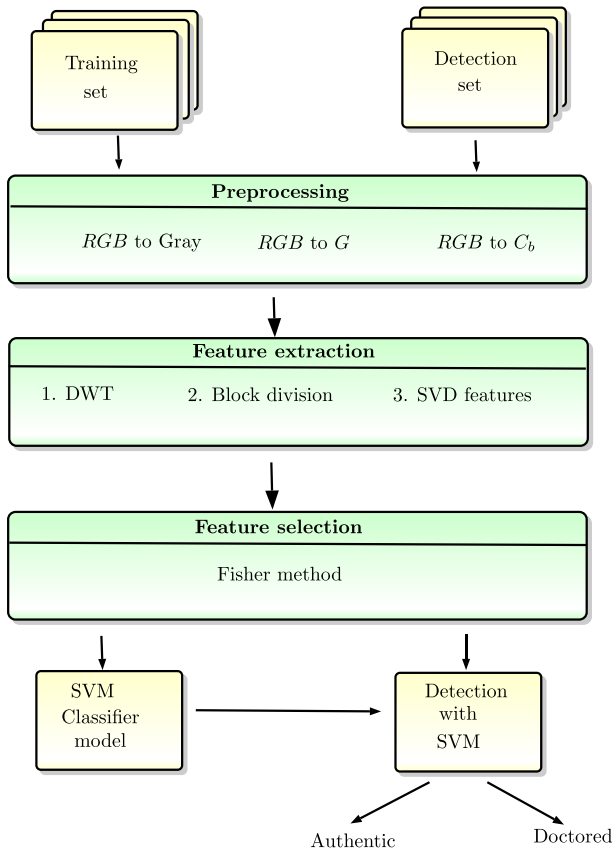 Training
set
Detection
set
Preprocessing
RGB to Gray
RGB to G
RGB to C_b
Feature extraction
1. DWT
2. Block division
3. SVD features
Feature selection
Fisher method
SVM
Classifier
model
Detection
with
SVM
Authentic
Doctored